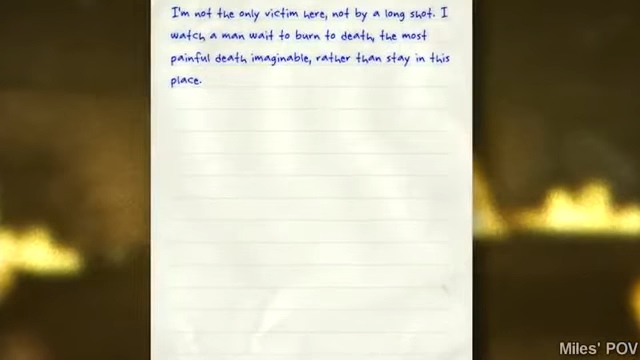 I'm not the only victim here, not by a long shot. I
watch a man wait to burn to death, the most
painful death imaginable, rather than stay in this
place.
Miles' POV